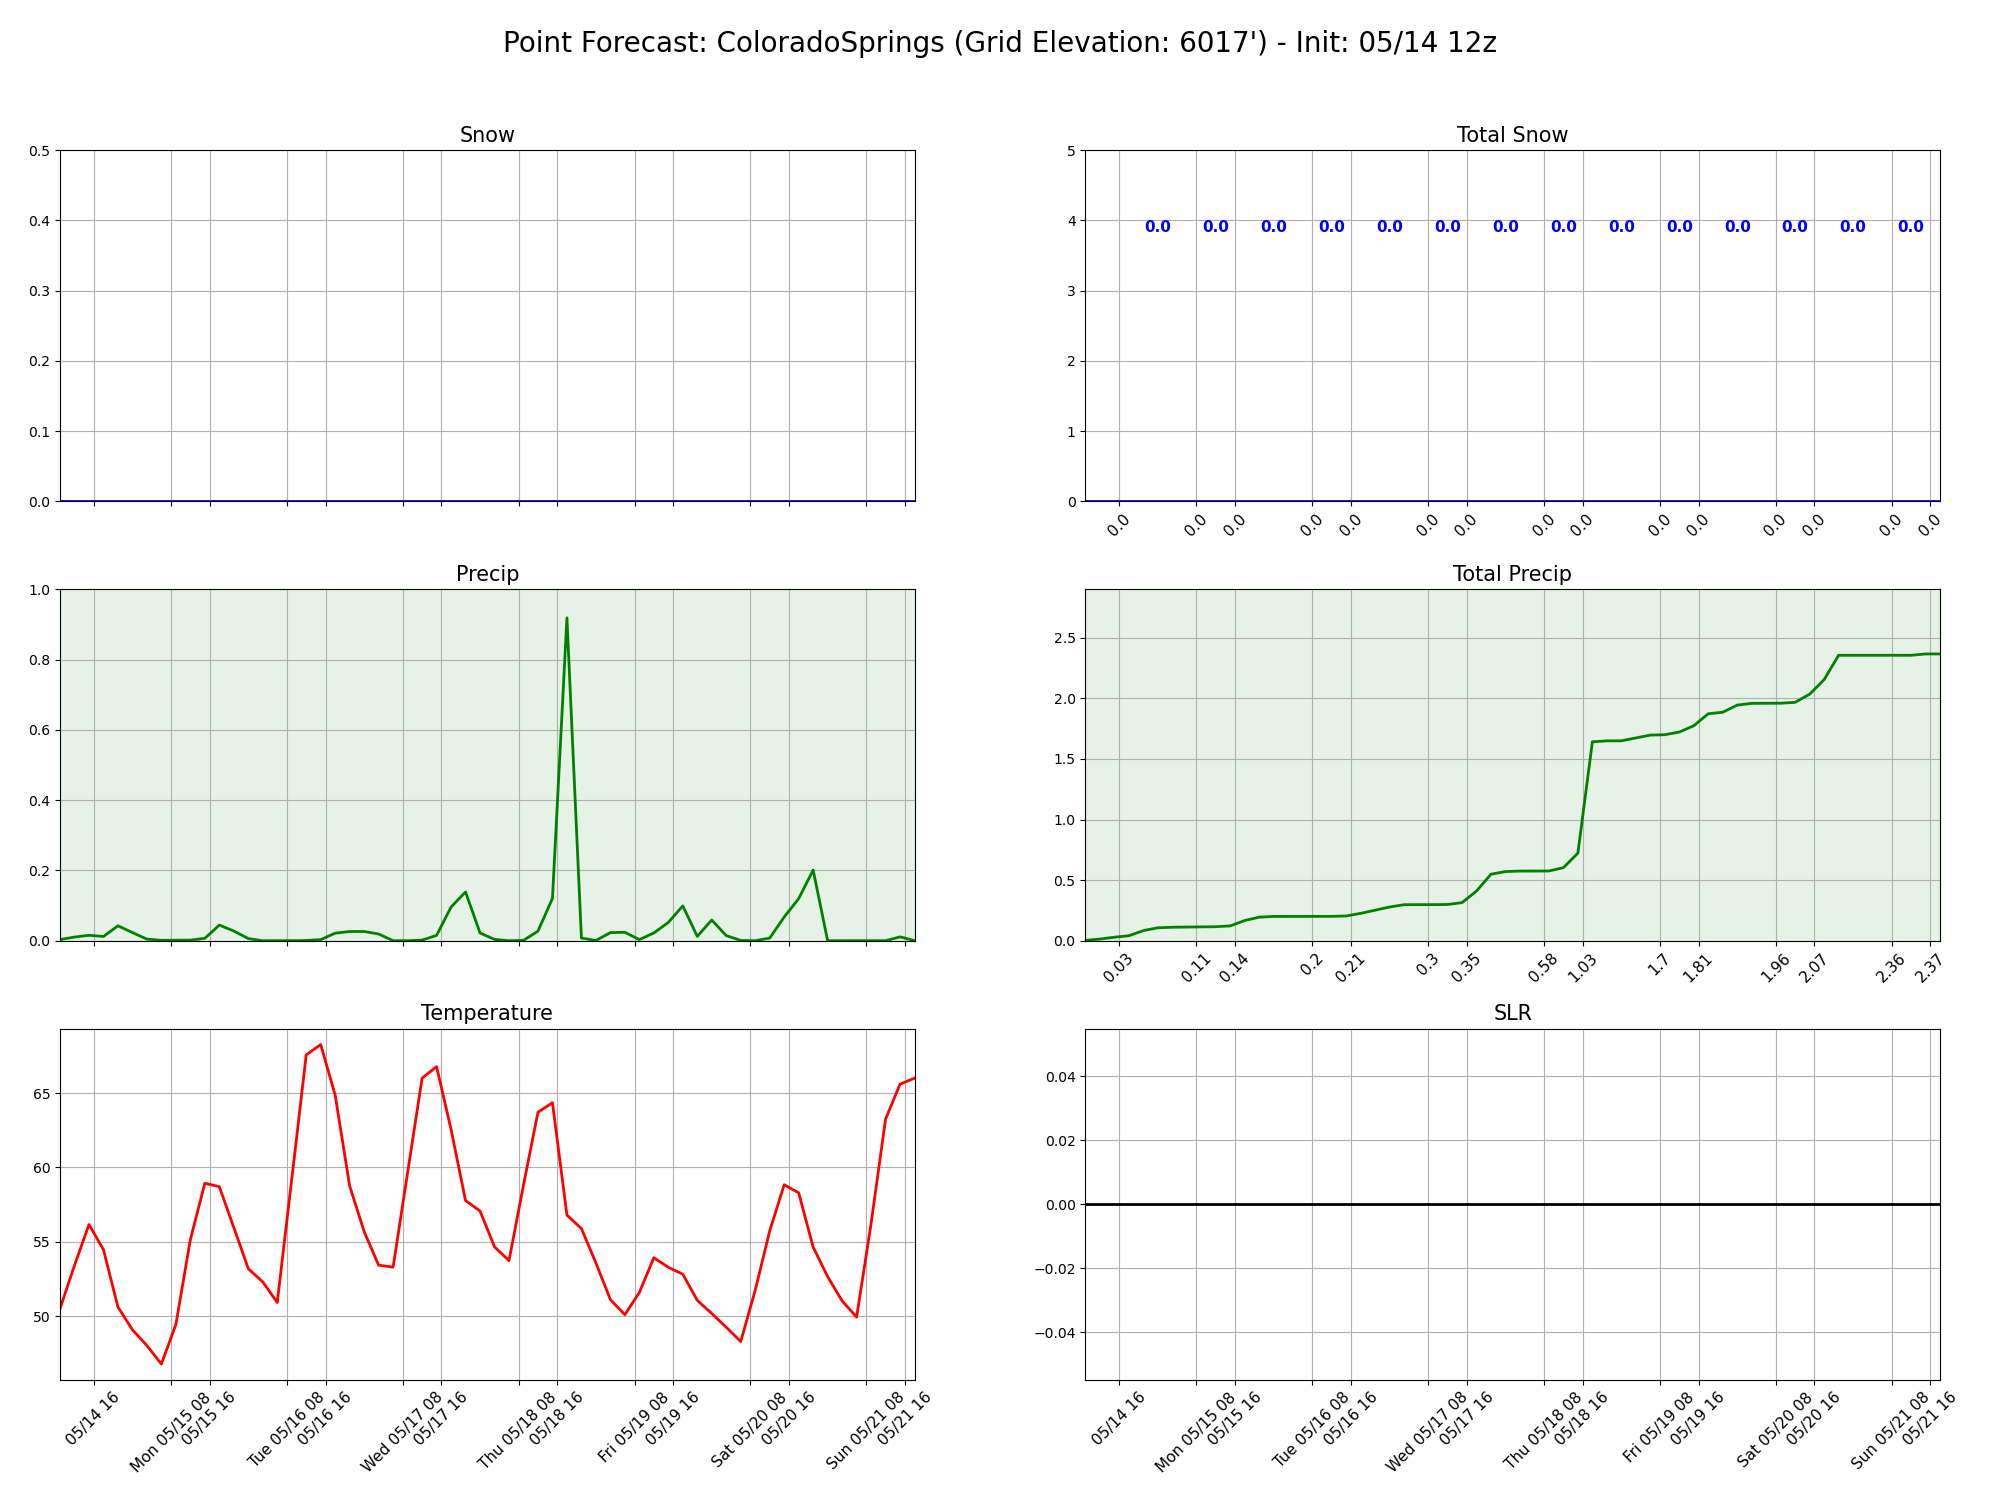 Point Forecast: ColoradoSprings (Grid Elevation: 6017') - Init: 05/14 12z
Snow
0.5
0.4
0.3
0.2
0.1
0.0
Total Snow
5
4
3
2
1
0
0.0 0.0 0.0 0.0 0.0 0.0 0.0 0.0 0.0 0.0 0.0 0.0 0.0 0.0
0.0 0.0 0.0 0.0 0.0 0.0 0.0 0.0 0.0 0.0 0.0 0.0 0.0 0.0 0.0
Precip
1.0
0.8
0.6
0.4
0.2
0.0
Total Precip
2.5
2.0
1.5
1.0
0.5
0.0
0.03 0.11 0.14 0.2 0.21 0.3 0.35 0.58 1.03 1.7 1.81 1.96 2.07 2.36 2.37
Temperature
65
60
55
50
05/14 16
Mon 05/15 08
05/15 16
Tue 05/16 08
05/16 16
Wed 05/17 08
05/17 16
Thu 05/18 08
05/18 16
Fri 05/19 08
05/19 16
Sat 05/20 08
05/20 16
Sun 05/21 08
05/21 16
SLR
0.04
0.02
0.00
−0.02
−0.04
05/14 16
Mon 05/15 08
05/15 16
Tue 05/16 08
05/16 16
Wed 05/17 08
05/17 16
Thu 05/18 08
05/18 16
Fri 05/19 08
05/19 16
Sat 05/20 08
05/20 16
Sun 05/21 08
05/21 16